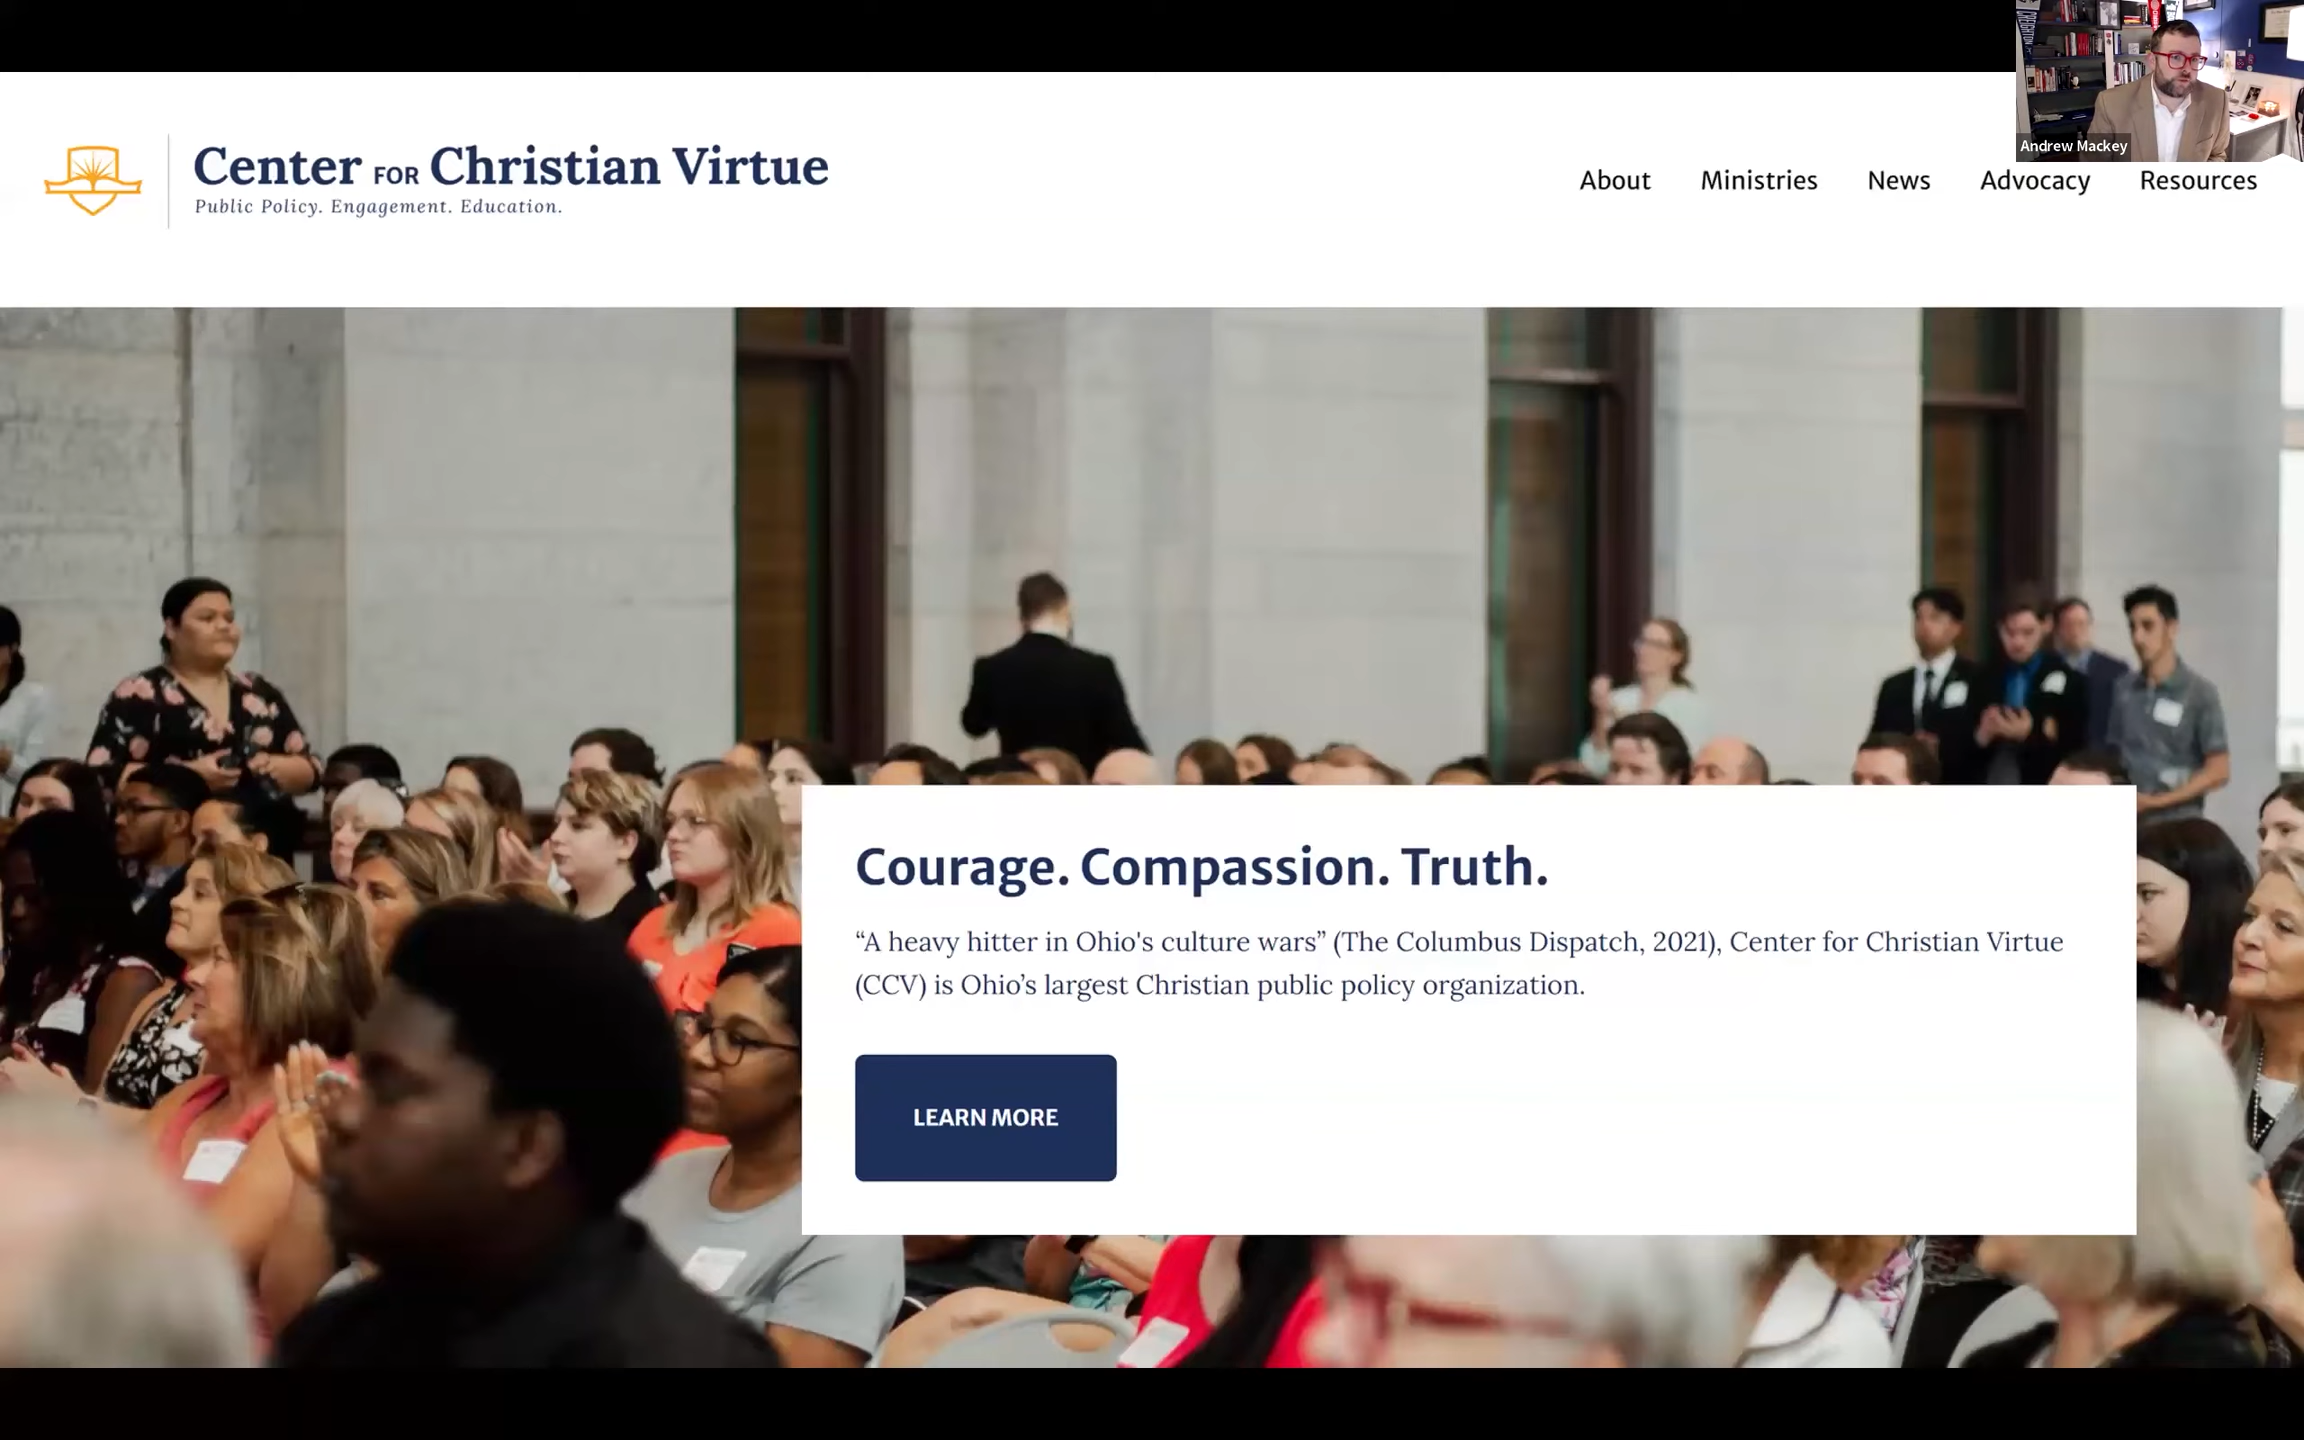 CREIGHTON
Andrew Mackey
Center FOR Christian Virtue
Public Policy. Engagement. Education.
About Ministries News Advocacy Resources
Courage. Compassion. Truth.
“A heavy hitter in Ohio's culture wars” (The Columbus Dispatch, 2021), Center for Christian Virtue
(CCV) is Ohio’s largest Christian public policy organization.
LEARN MORE